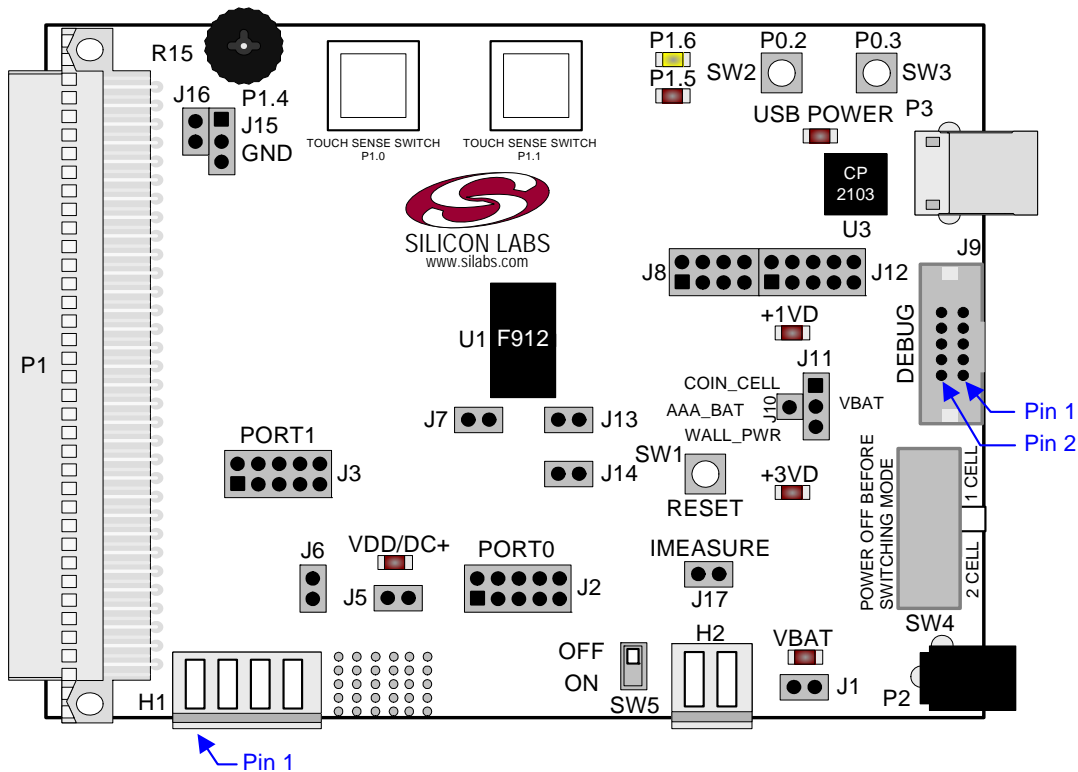 R15
P1.6
P0.2
P0.3
SW2
SW3
P1.5
J16
P1.4
P3
USB POWER
J15
GND
TOUCH SENSE SWITCH
P1.0
TOUCH SENSE SWITCH
P1.1
CP
2103
U3
SILICON LABS
www.silabs.com
J9
J8
J12
+1VD
U1
F912
DEBUG
P1
J11
COIN_CELL
J10
AAA_BAT
VBAT
WALL_PWR
Pin 1
Pin 2
J7
J13
PORT1
J3
SW1
J14
+3VD
RESET
POWER OFF BEFORE
SWITCHING MODE
1 CELL
2 CELL
J6
VDD/DC+
PORT0
IMEASURE
J5
J2
J17
SW4
H2
VBAT
OFF
ON
H1
SW5
J1
P2
Pin 1